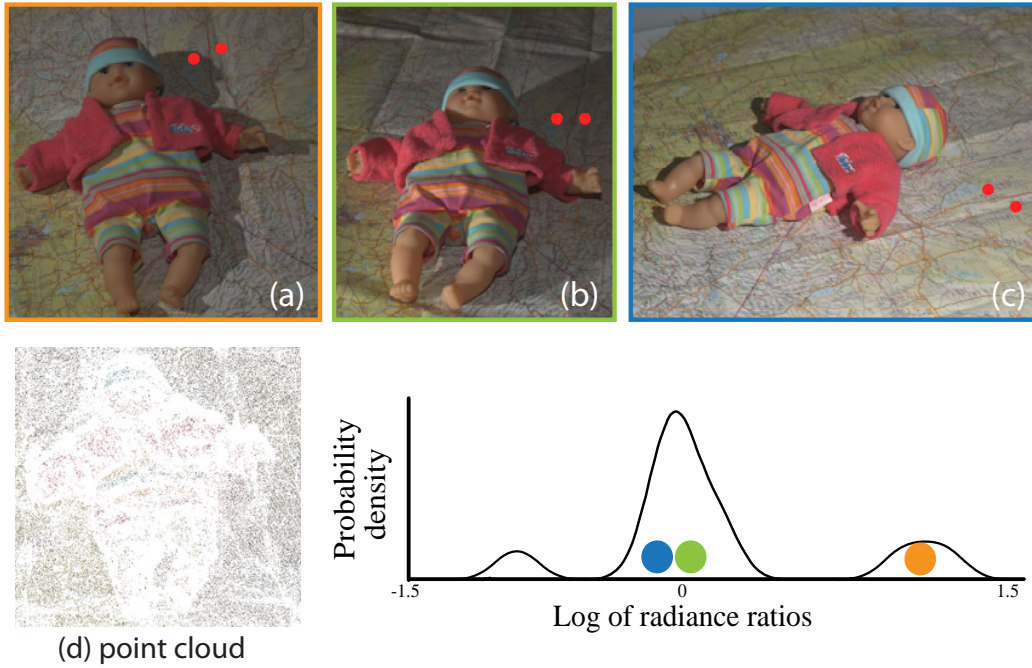 (a)
(b)
(c)
(d) point cloud
Probability
density
-1.5
0
1.5
Log of radiance ratios